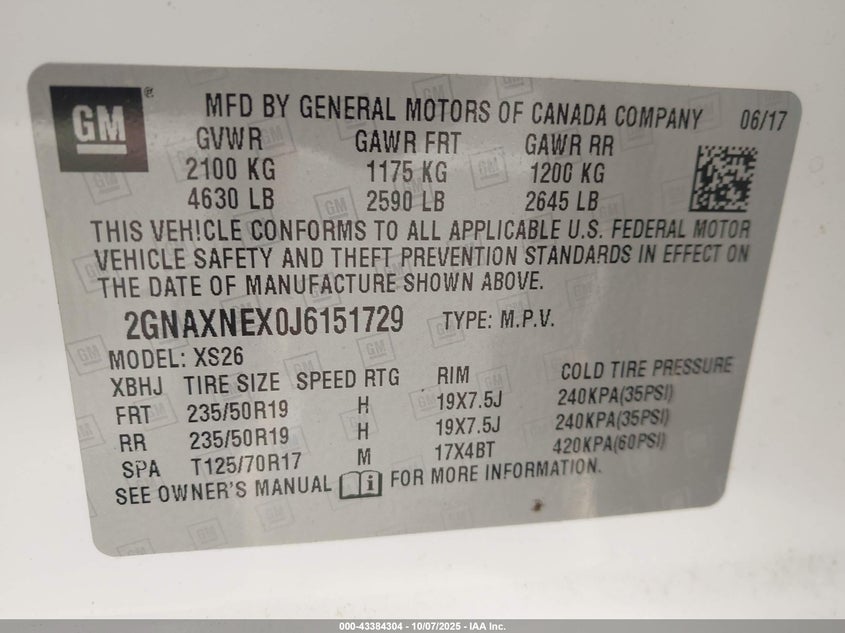 GM®
MFD BY GENERAL MOTORS OF CANADA COMPANY 06/17
GVWR GAWR FRT GAWR RR
2100 KG 1175 KG 1200 KG
4630 LB 2590 LB 2645 LB
THIS VEHICLE CONFORMS TO ALL APPLICABLE U.S. FEDERAL MOTOR
VEHICLE SAFETY AND THEFT PREVENTION STANDARDS IN EFFECT ON
THE DATE OF MANUFACTURE SHOWN ABOVE.
2GNAXNEX0J6151729 TYPE: M.P.V.
MODEL: XS26
XBHJ TIRE SIZE SPEED RTG RIM COLD TIRE PRESSURE
FRT 235/50R19 H 19X7.5J 240KPA(35PSI)
RR 235/50R19 H 19X7.5J 240KPA(35PSI)
SPA T125/70R17 M 17X4BT 420KPA(60PSI)
SEE OWNER'S MANUAL i FOR MORE INFORMATION.
000-43384304 - 10/07/2025 - IAA Inc.